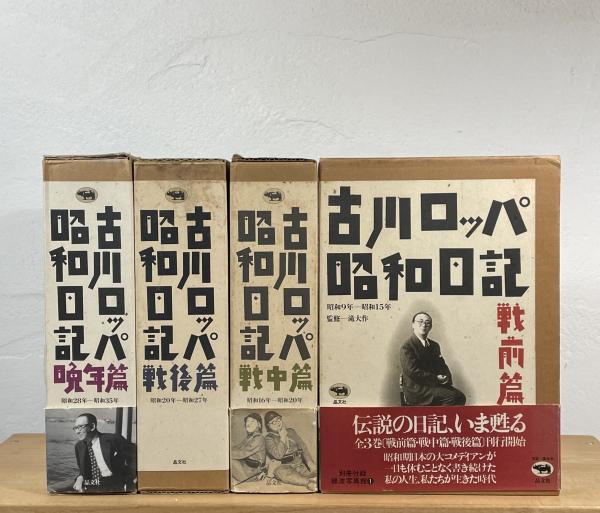 古川ロッパ
昭和日記
晩年篇
昭和28年―昭和35年
晶文社
古川ロッパ
昭和日記
戦後篇
昭和20年―昭和27年
晶文社
古川ロッパ
昭和日記
戦中篇
昭和16年―昭和20年
晶文社
古川ロッパ
昭和日記
昭和9年―昭和15年
監修―滝大作
戦前篇
晶文社
伝説の日記、いま甦る
全3巻〔戦前篇・戦中篇・戦後篇〕刊行開始
昭和期日本の大コメディアンが
一日も休むことなく書き続けた
私の人生、私たちが生きた時代
別冊付録
晶文社